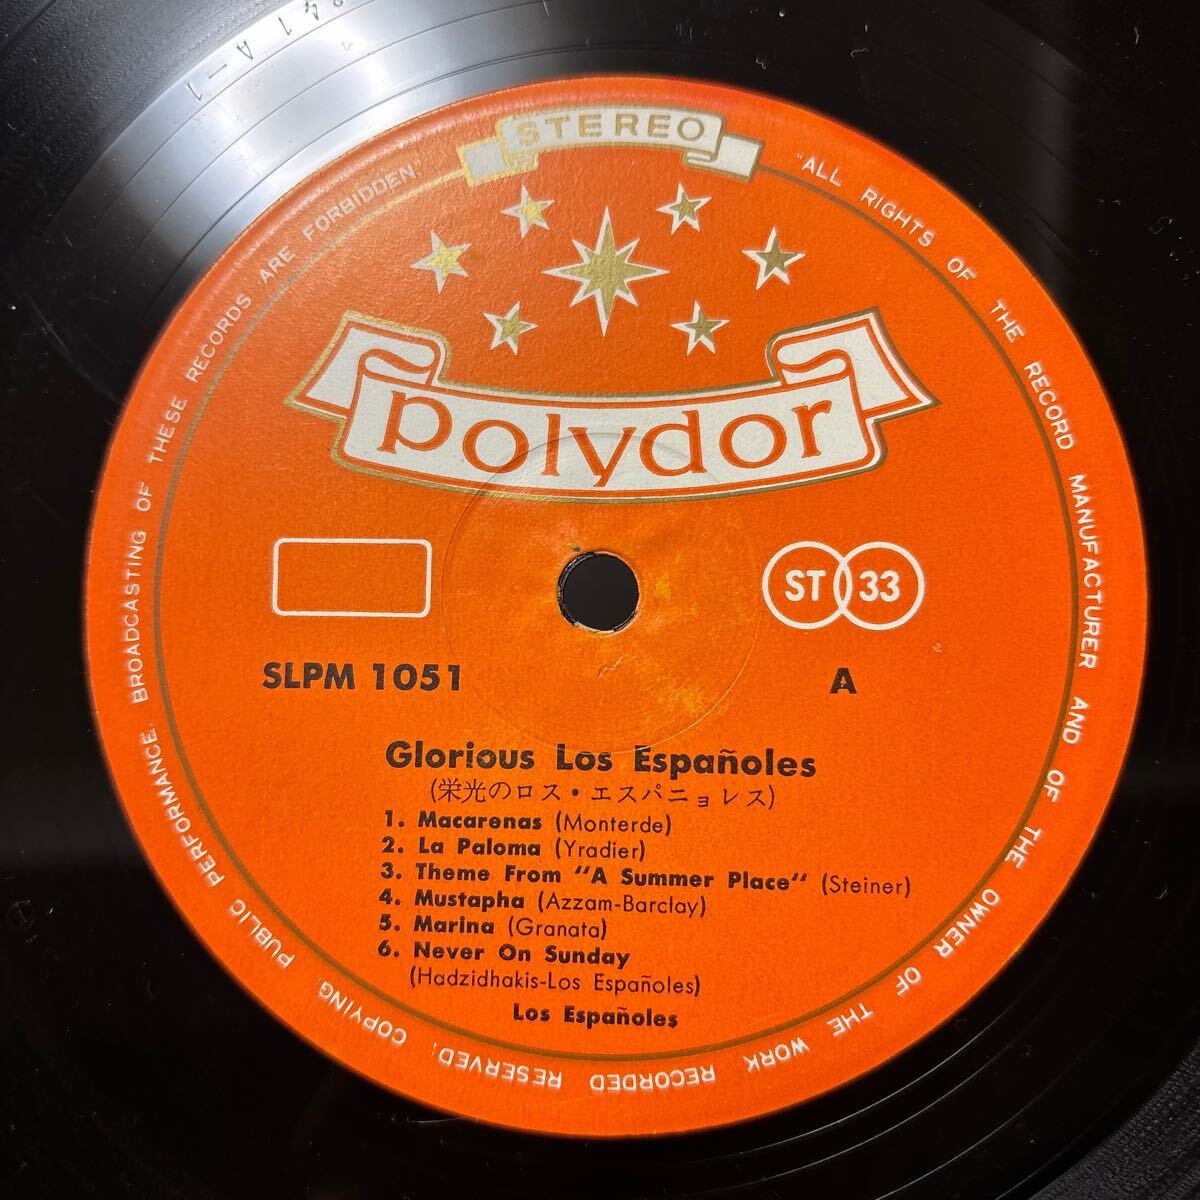 STEREO
polydor
ST 33
SLPM 1051
A
Glorious Los Españoles
(栄光のロス・エスパニョレス)
1. Macarenas (Monterde)
2. La Paloma (Yradier)
3. Theme From “A Summer Place” (Steiner)
4. Mustapha (Azzam-Barclay)
5. Marina (Granata)
6. Never On Sunday
(Hadzidhakis-Los Españoles)
Los Españoles
"ALL RIGHTS OF THE RECORD MANUFACTURER AND OF THE OWNER OF THE WORK RECORDED RESERVED; COPYING, PUBLIC PERFORMANCE, BROADCASTING OF THESE RECORDS ARE FORBIDDEN"